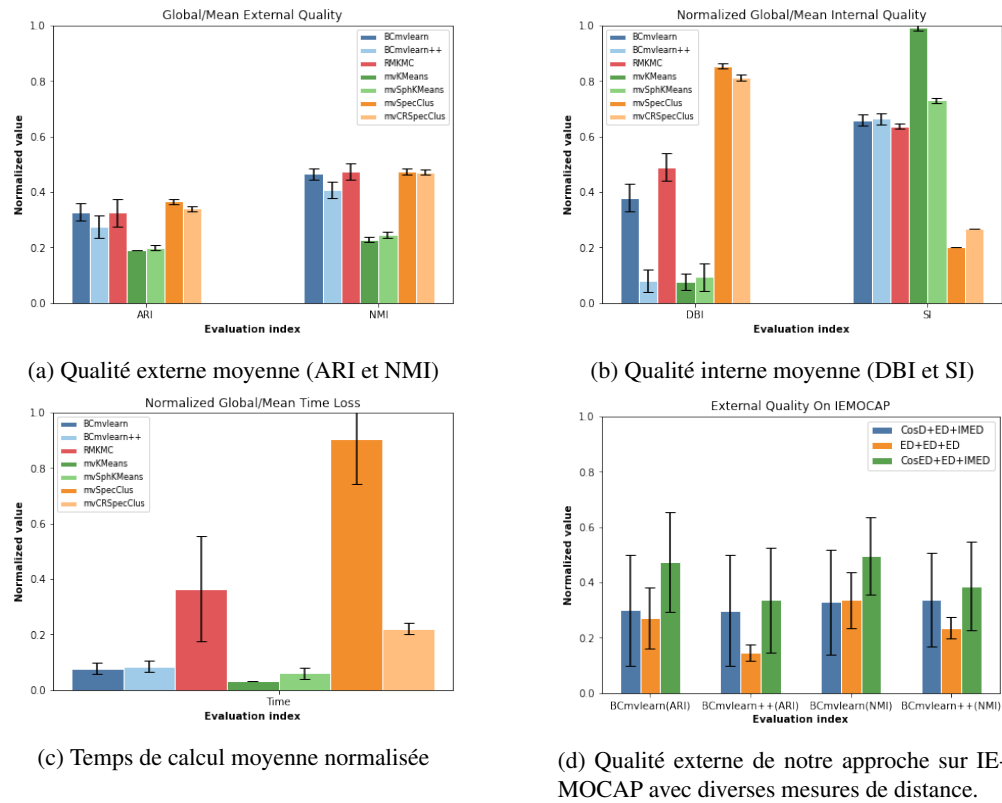 Global/Mean External Quality
1.0
0.8
0.6
0.4
0.2
0.0
Normalized value
BCmvlearn
BCmvlearn++
RMKMC
mvKMeans
mvSphKMeans
mvSpecClus
mvCRSpecClus
ARI
NMI
Evaluation index
(a) Qualité externe moyenne (ARI et NMI)
Normalized Global/Mean Internal Quality
1.0
0.8
0.6
0.4
0.2
0.0
Normalized value
BCmvlearn
BCmvlearn++
RMKMC
mvKMeans
mvSphKMeans
mvSpecClus
mvCRSpecClus
DBI
SI
Evaluation index
(b) Qualité interne moyenne (DBI et SI)
Normalized Global/Mean Time Loss
1.0
0.8
0.6
0.4
0.2
0.0
Normalized value
BCmvlearn
BCmvlearn++
RMKMC
mvKMeans
mvSphKMeans
mvSpecClus
mvCRSpecClus
Time
Evaluation index
(c) Temps de calcul moyenne normalisée
External Quality On IEMOCAP
1.0
0.8
0.6
0.4
0.2
0.0
Normalized value
CosD+ED+IMED
ED+ED+ED
CosED+ED+IMED
BCmvlearn(ARI)
BCmvlearn++(ARI)
BCmvlearn(NMI)
BCmvlearn++(NMI)
Evaluation index
(d) Qualité externe de notre approche sur IE-
MOCAP avec diverses mesures de distance.